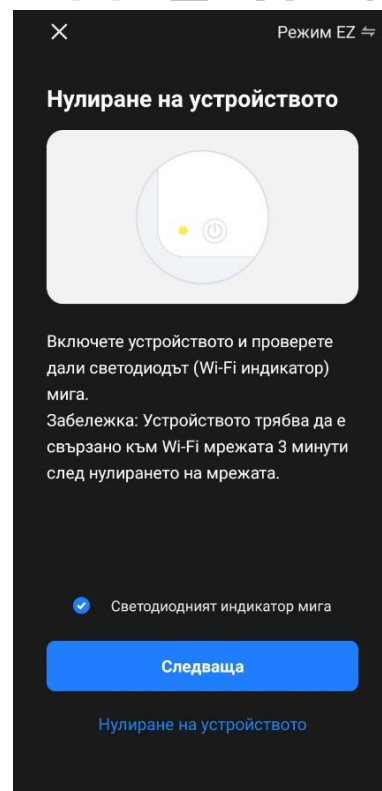 Режим EZ
Нулиране на устройството
Включете устройството и проверете
дали светодиодът (Wi-Fi индикатор)
мига.
Забележка: Устройството трябва да е
свързано към Wi-Fi мрежата 3 минути
след нулирането на мрежата.
Светодиодният индикатор мига
Следваща
Нулиране на устройството